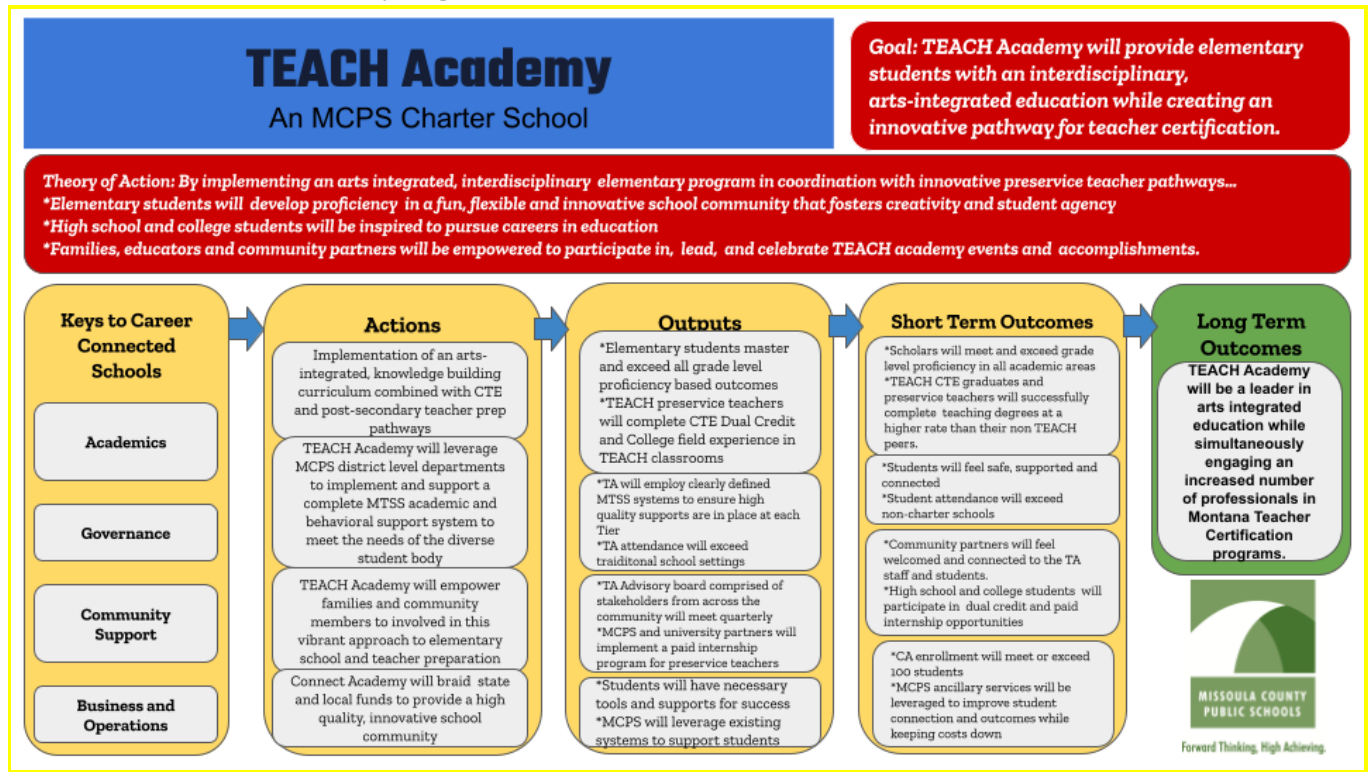 TEACH Academy
An MCPS Charter School
Goal: TEACH Academy will provide elementary
students with an interdisciplinary,
arts-integrated education while creating an
innovative pathway for teacher certification.
Theory of Action: By implementing an arts integrated, interdisciplinary elementary program in coordination with innovative preservice teacher pathways...
*Elementary students will develop proficiency in a fun, flexible and innovative school community that fosters creativity and student agency
*High school and college students will be inspired to pursue careers in education
*Families, educators and community partners will be empowered to participate in, lead, and celebrate TEACH academy events and accomplishments.
Keys to Career
Connected
Schools
Academics
Governance
Community
Support
Business and
Operations
Actions
Implementation of an arts-
integrated, knowledge building
curriculum combined with CTE
and post-secondary teacher prep
pathways
TEACH Academy will leverage
MCPS district level departments
to implement and support a
complete MTSS academic and
behavioral support system to
meet the needs of the diverse
student body
TEACH Academy will empower
families and community
members to involved in this
vibrant approach to elementary
school and teacher preparation
Connect Academy will braid state
and local funds to provide a high
quality, innovative school
community
Outputs
*Elementary students master
and exceed all grade level
proficiency based outcomes
*TEACH preservice teachers
will complete CTE Dual Credit
and College field experience in
TEACH classrooms
*TA will employ clearly defined
MTSS systems to ensure high
quality supports are in place at each
Tier
*TA attendance will exceed
traiditonal school settings
*TA Advisory board comprised of
stakeholders from across the
community will meet quarterly
*MCPS and university partners will
implement a paid internship
program for preservice teachers
*Students will have necessary
tools and supports for success
*MCPS will leverage existing
systems to support students
Short Term Outcomes
*Scholars will meet and exceed grade
level proficiency in all academic areas
*TEACH CTE graduates and
preservice teachers will successfully
complete teaching degrees at a
higher rate than their non TEACH
peers.
*Students will feel safe, supported and
connected
*Student attendance will exceed
non-charter schools
*Community partners will feel
welcomed and connected to the TA
staff and students.
*High school and college students will
participate in dual credit and paid
internship opportunities
*CA enrollment will meet or exceed
100 students
*MCPS ancillary services will be
leveraged to improve student
connection and outcomes while
keeping costs down
Long Term
Outcomes
TEACH Academy
will be a leader in
arts integrated
education while
simultaneously
engaging an
increased number
of professionals in
Montana Teacher
Certification
programs.
MISSOULA COUNTY
PUBLIC SCHOOLS
Forward Thinking, High Achieving.